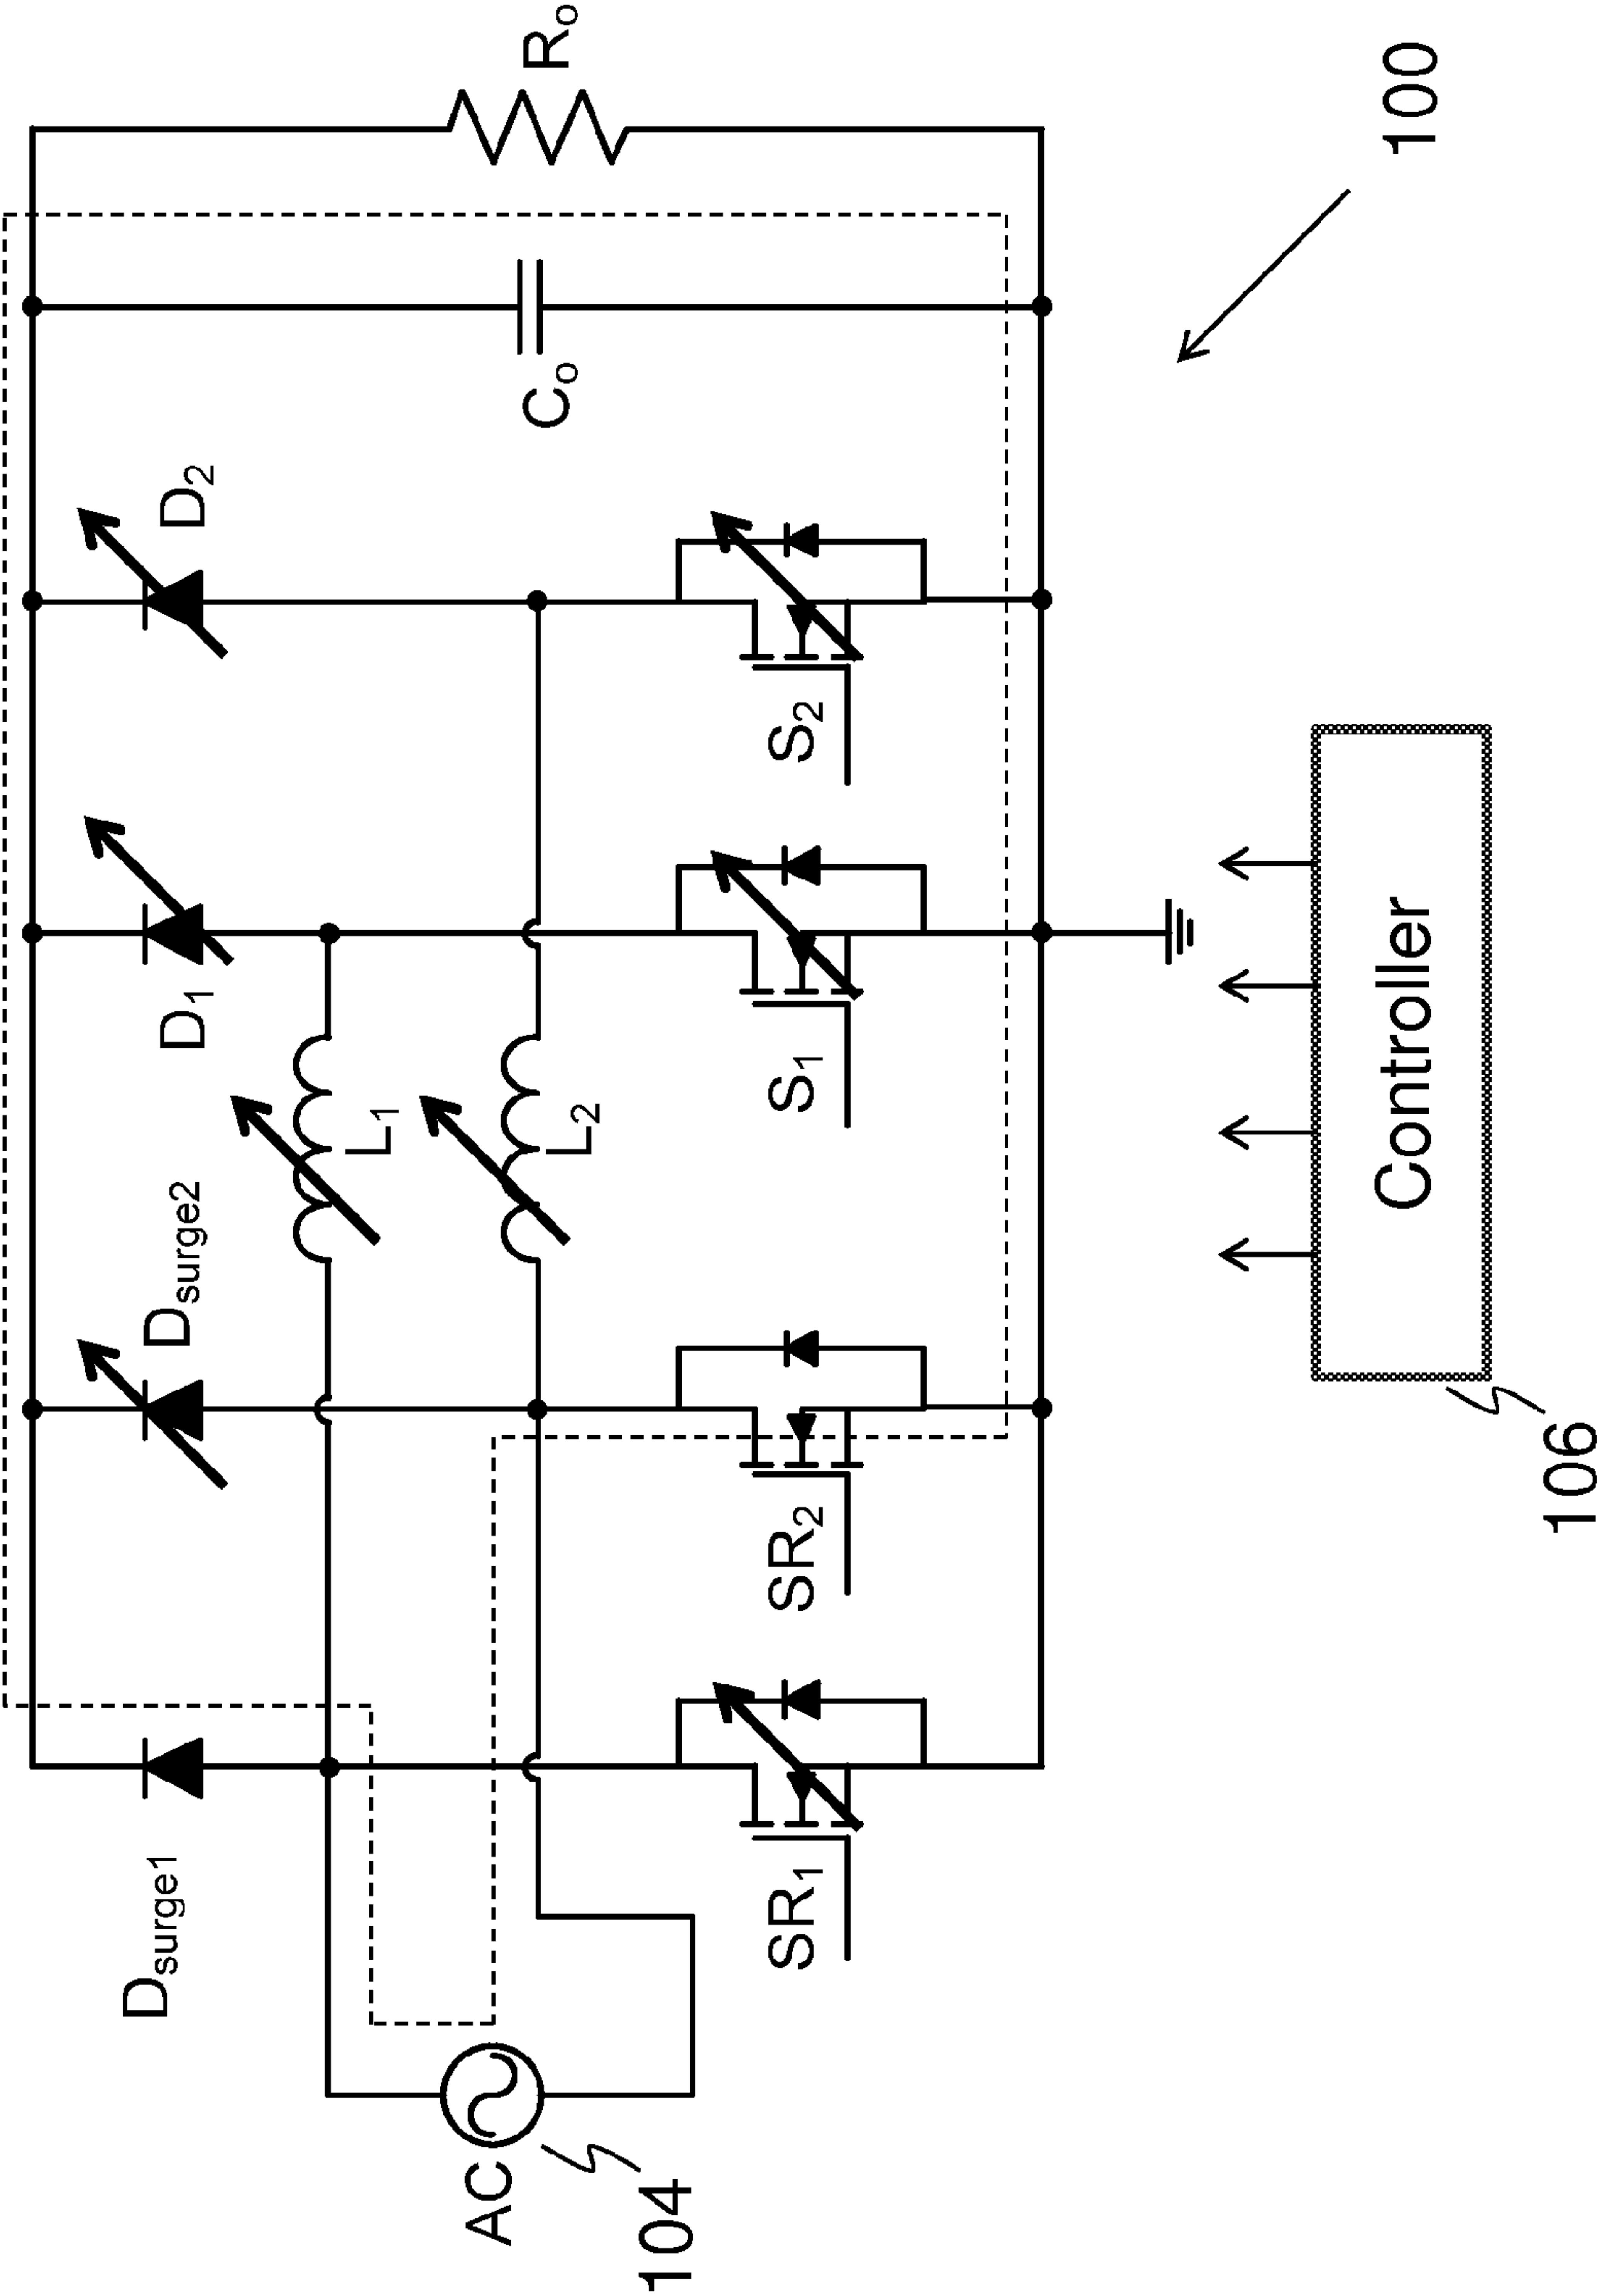 D₂
Rₒ
D₁
Dsurge2
Dsurge1
L₁
L₂
Cₒ
AC
104
S₂
S₁
SR₂
SR₁
100
Controller
106